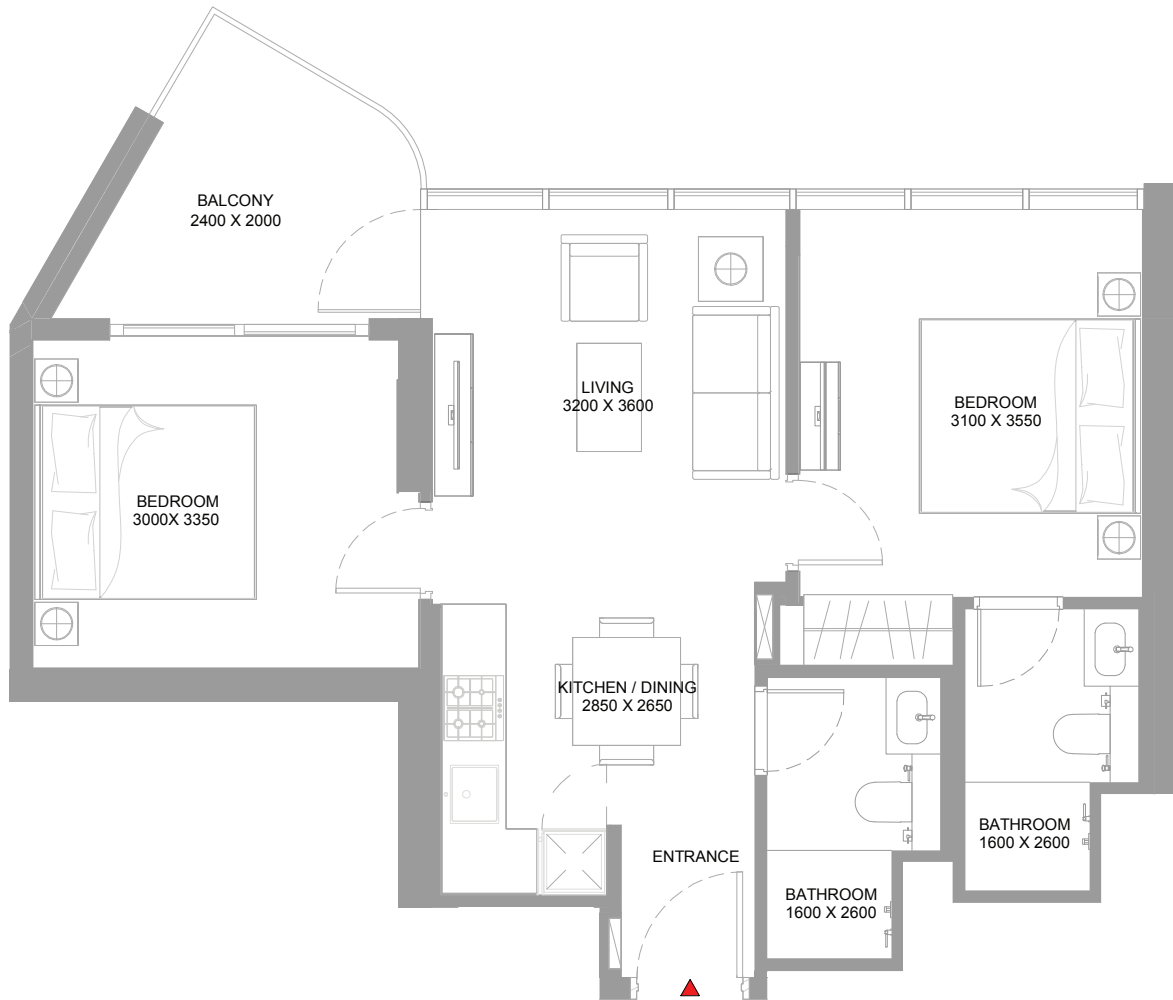 BALCONY
2400 X 2000
LIVING
3200 X 3600
BEDROOM
3100 X 3550
BEDROOM
3000X 3350
KITCHEN / DINING
2850 X 2650
BATHROOM
1600 X 2600
ENTRANCE
BATHROOM
1600 X 2600